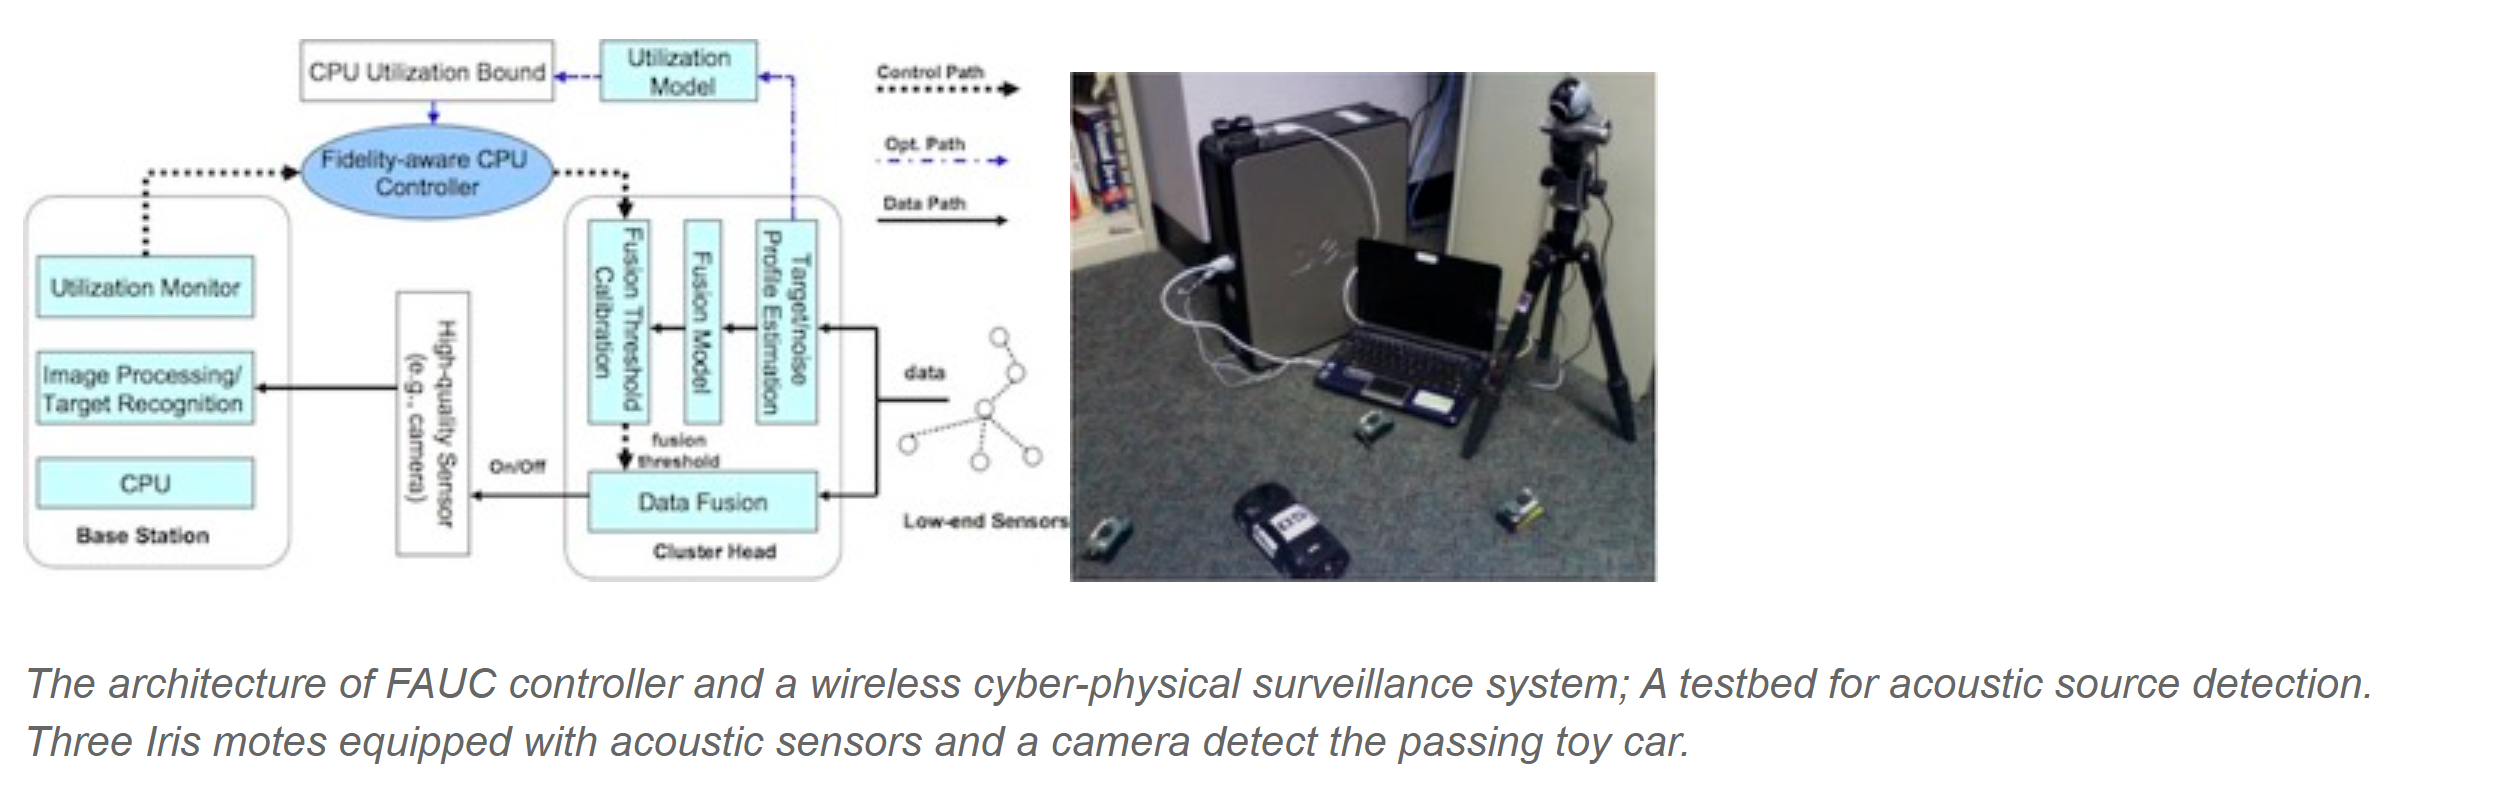 CPU Utilization Bound
Utilization
Model
Control Path
Opt. Path
Data Path
Fidelity-aware CPU
Controller
Utilization Monitor
Image Processing/
Target Recognition
CPU
Base Station
High-quality Sensor
(e.g., camera)
On/Off
Fusion Threshold
Calibration
Fusion Model
Target/noise
Profile Estimation
fusion
threshold
Data Fusion
Cluster Head
data
Low-end Sensors
The architecture of FAUC controller and a wireless cyber-physical surveillance system; A testbed for acoustic source detection.
Three Iris motes equipped with acoustic sensors and a camera detect the passing toy car.